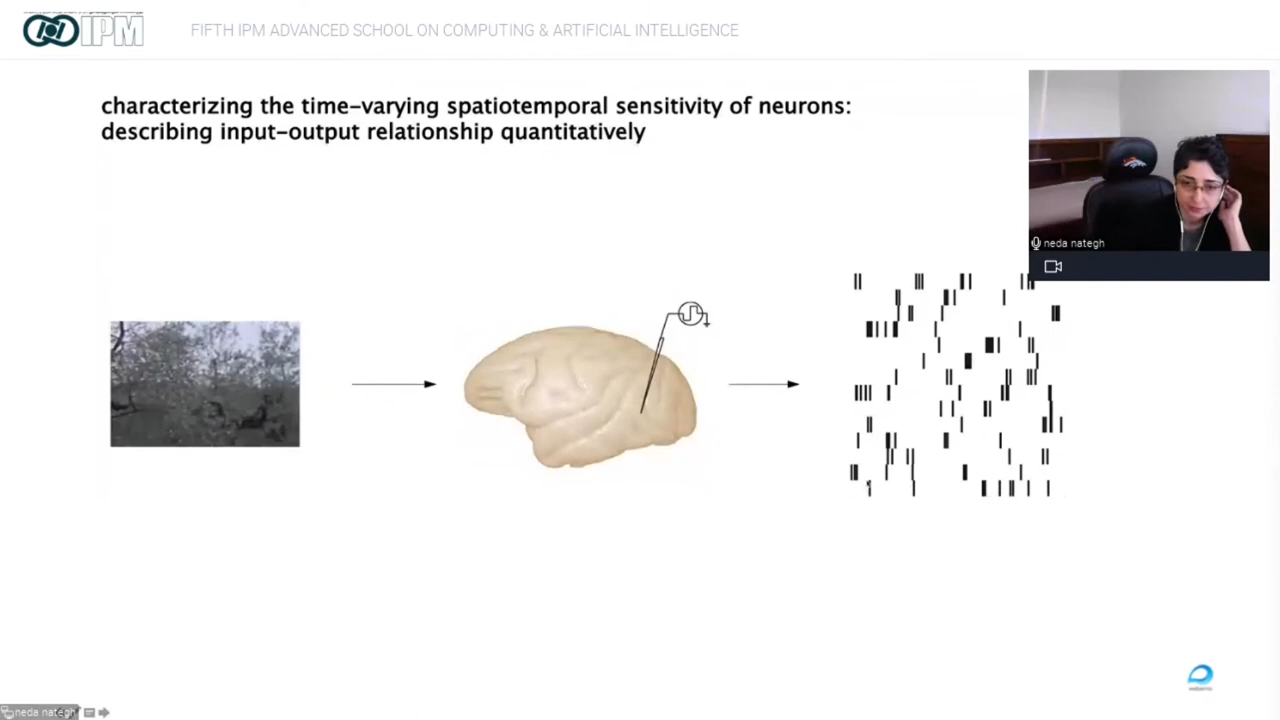 IPM
FIFTH IPM ADVANCED SCHOOL ON COMPUTING & ARTIFICIAL INTELLIGENCE
characterizing the time-varying spatiotemporal sensitivity of neurons:
describing input-output relationship quantitatively
neda nategh
neda nategh